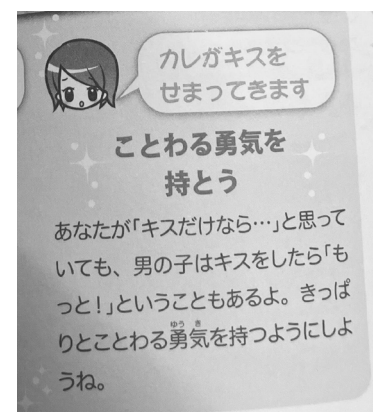 カレがキスを
せまってきます
ことわる勇気を
持とう
あなたが「キスだけなら…」と思って
いても、男の子はキスをしたら「も
っと！」ということもあるよ。きっぱ
りとことわる勇気を持つようにしよ
うね。